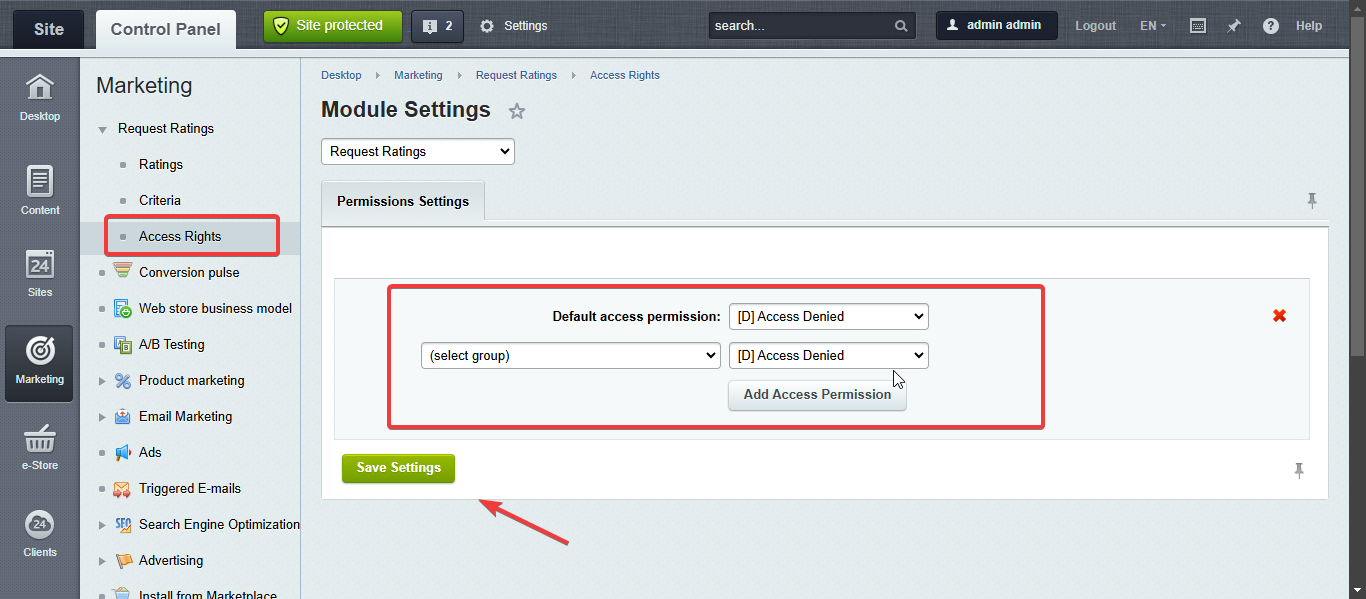 Site
Control Panel
Site protected
2
Settings
search...
admin admin
Logout
EN
Help
Desktop
Content
24
Sites
Marketing
e-Store
24
Clients
Marketing
Request Ratings
Ratings
Criteria
Access Rights
Conversion pulse
Web store business model
A/B Testing
Product marketing
Email Marketing
Ads
Triggered E-mails
Search Engine Optimization
Advertising
Install from Marketplace
Desktop Marketing Request Ratings Access Rights
Module Settings
Request Ratings
Permissions Settings
Default access permission: [D] Access Denied
(select group) [D] Access Denied
Add Access Permission
Save Settings